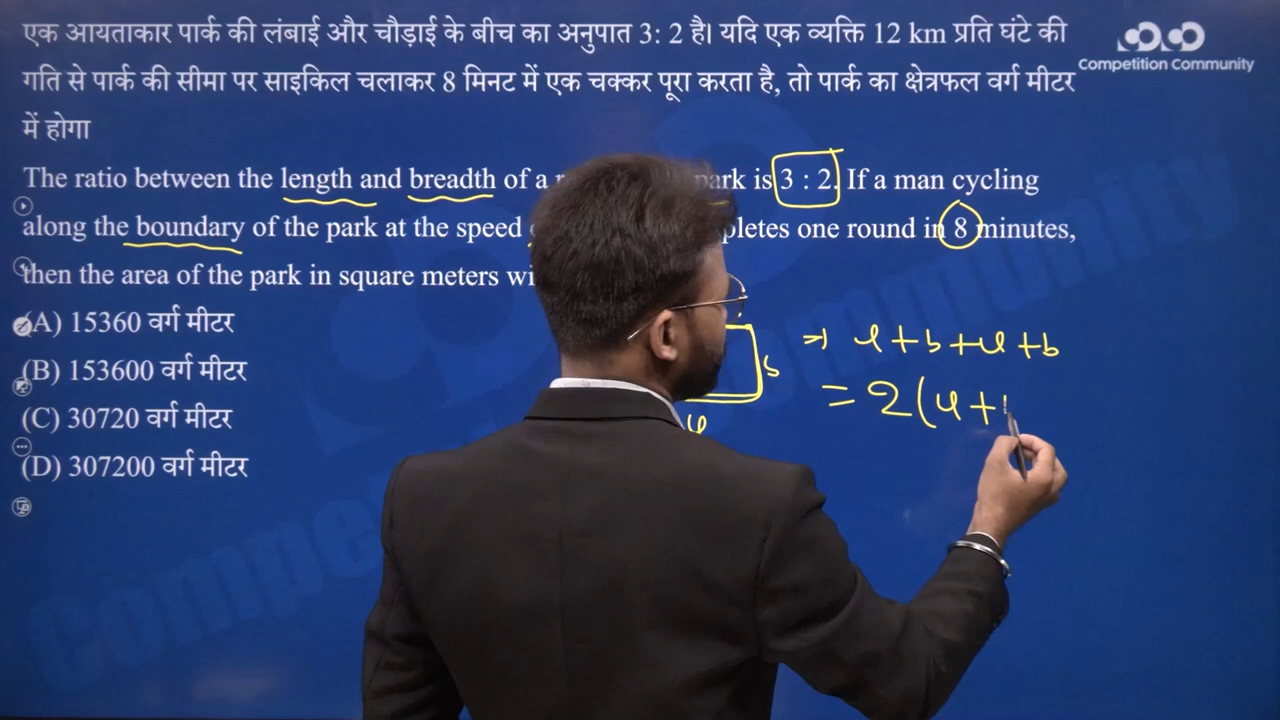 एक आयताकार पार्क की लंबाई और चौड़ाई के बीच का अनुपात 3: 2 है। यदि एक व्यक्ति 12 km प्रति घंटे की
गति से पार्क की सीमा पर साइकिल चलाकर 8 मिनट में एक चक्कर पूरा करता है, तो पार्क का क्षेत्रफल वर्ग मीटर
में होगा
Competition Community
The ratio between the length and breadth of a park is 3 : 2. If a man cycling
along the boundary of the park at the speed pletes one round in 8 minutes,
then the area of the park in square meters wi
(A) 15360 वर्ग मीटर
(B) 153600 वर्ग मीटर
(C) 30720 वर्ग मीटर
(D) 307200 वर्ग मीटर
b
⇒ l + b + l + b
= 2(l +